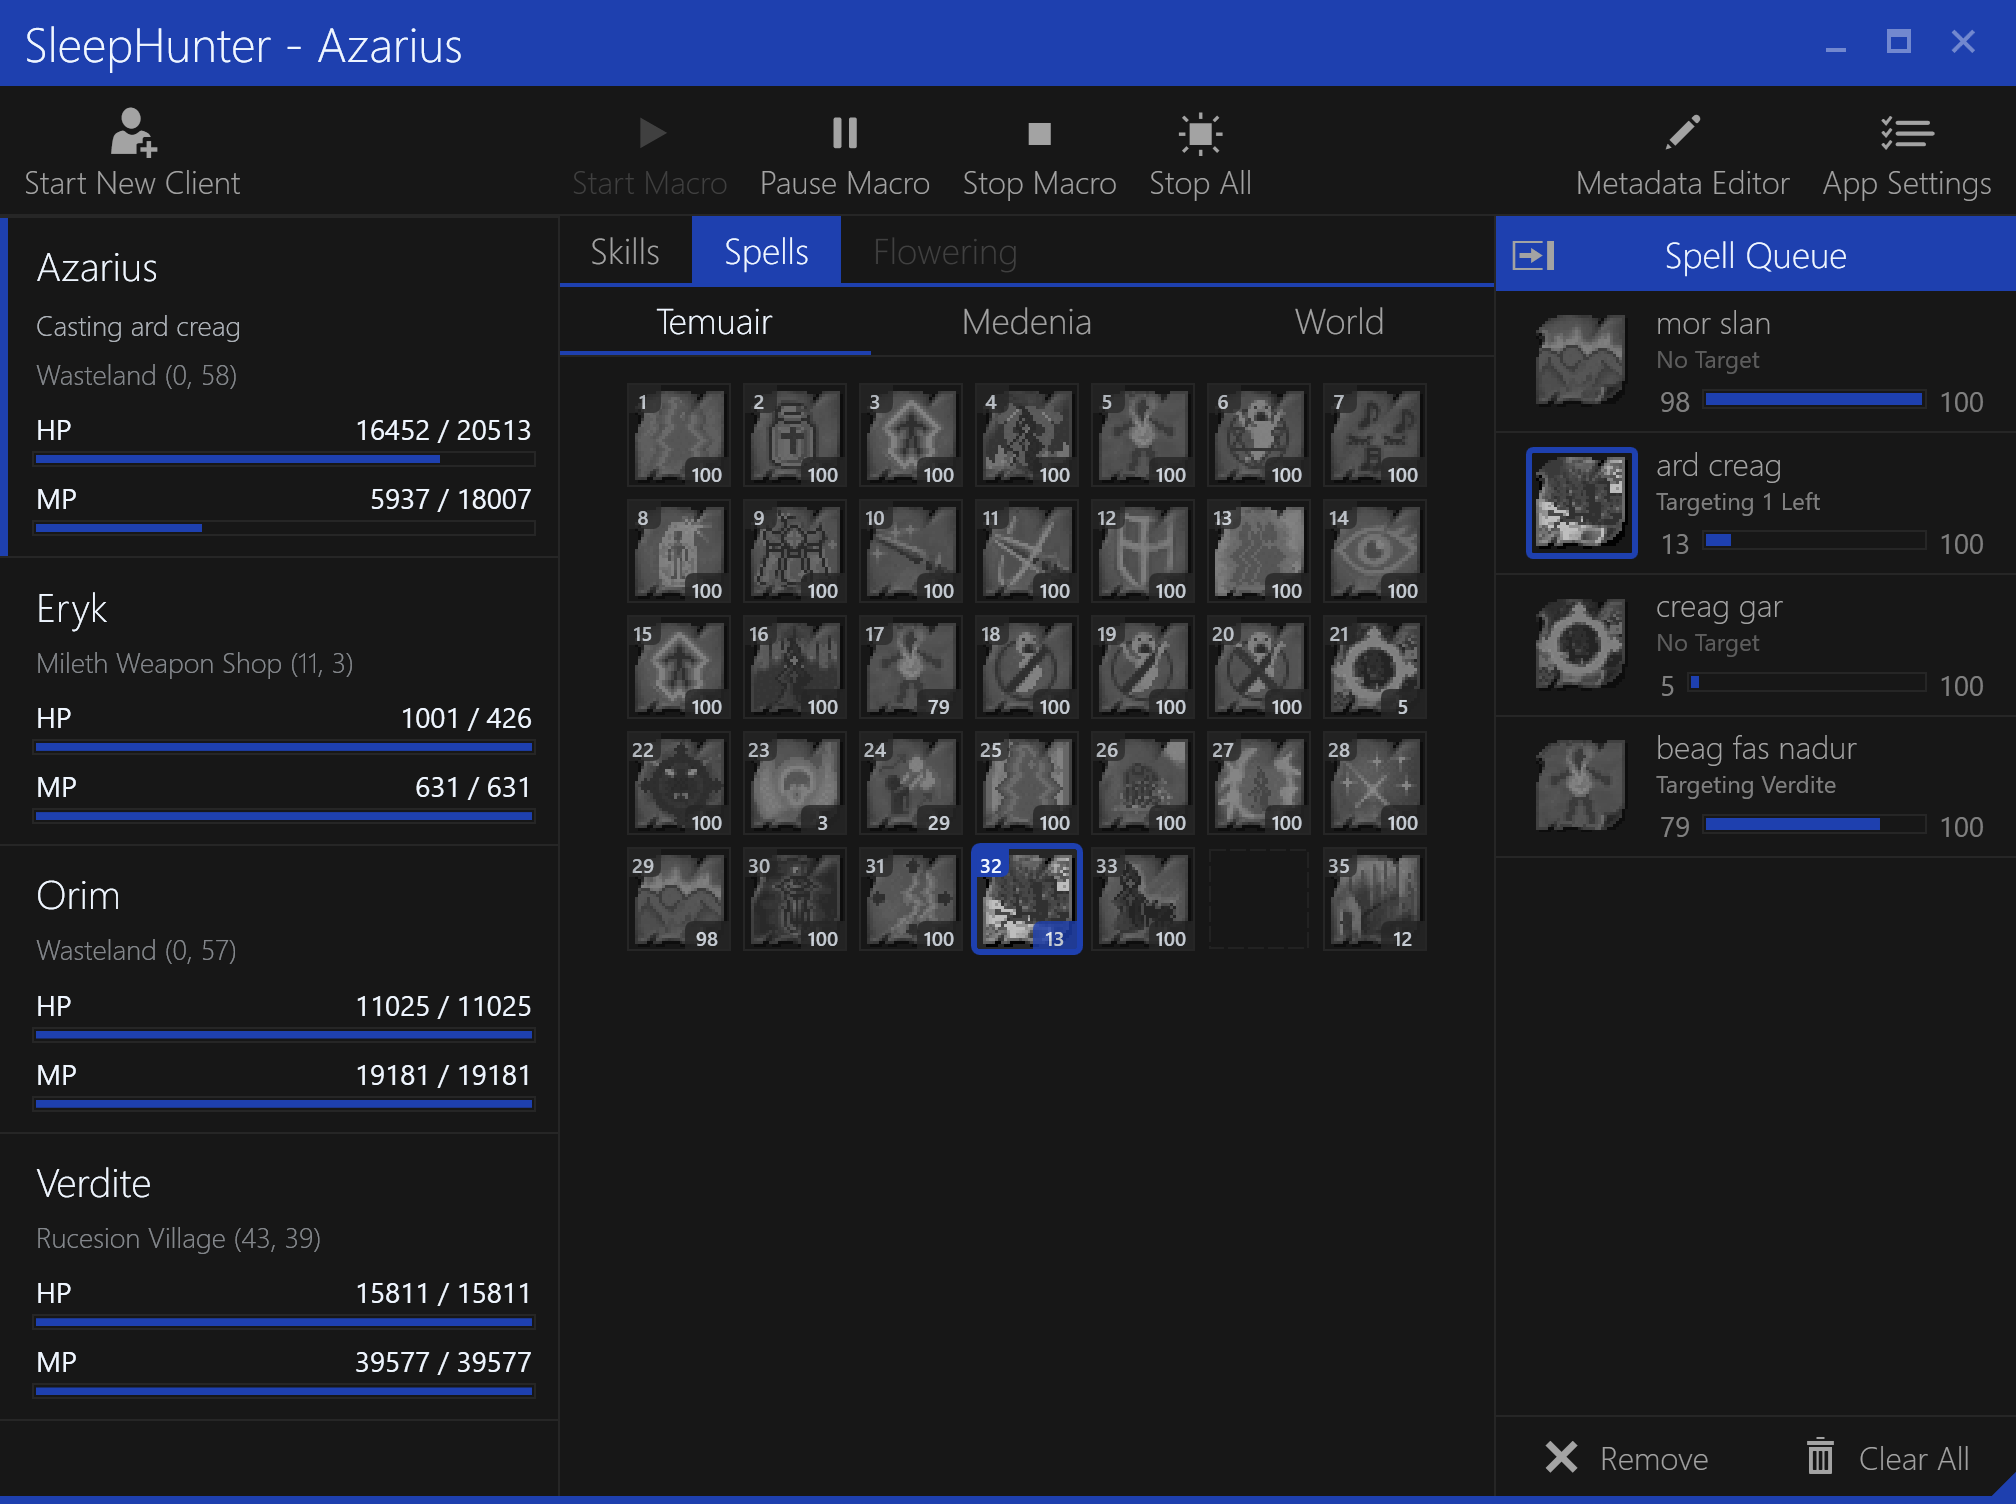 SleepHunter - Azarius
Start New Client
Start Macro
Pause Macro
Stop Macro
Stop All
Metadata Editor
App Settings
Azarius
Casting ard creag
Wasteland (0, 58)
HP 16452 / 20513
MP 5937 / 18007
Eryk
Mileth Weapon Shop (11, 3)
HP 1001 / 426
MP 631 / 631
Orim
Wasteland (0, 57)
HP 11025 / 11025
MP 19181 / 19181
Verdite
Rucesion Village (43, 39)
HP 15811 / 15811
MP 39577 / 39577
Skills Spells Flowering
Temuair Medenia World
1 2 3 4 5 6 7
100 100 100 100 100 100 100
8 9 10 11 12 13 14
100 100 100 100 100 100 100
15 16 17 18 19 20 21
100 100 79 100 100 100 5
22 23 24 25 26 27 28
100 3 29 100 100 100 100
29 30 31 32 33 35
98 100 100 13 100 12
Spell Queue
mor slan
No Target
98 100
ard creag
Targeting 1 Left
13 100
creag gar
No Target
5 100
beag fas nadur
Targeting Verdite
79 100
Remove
Clear All